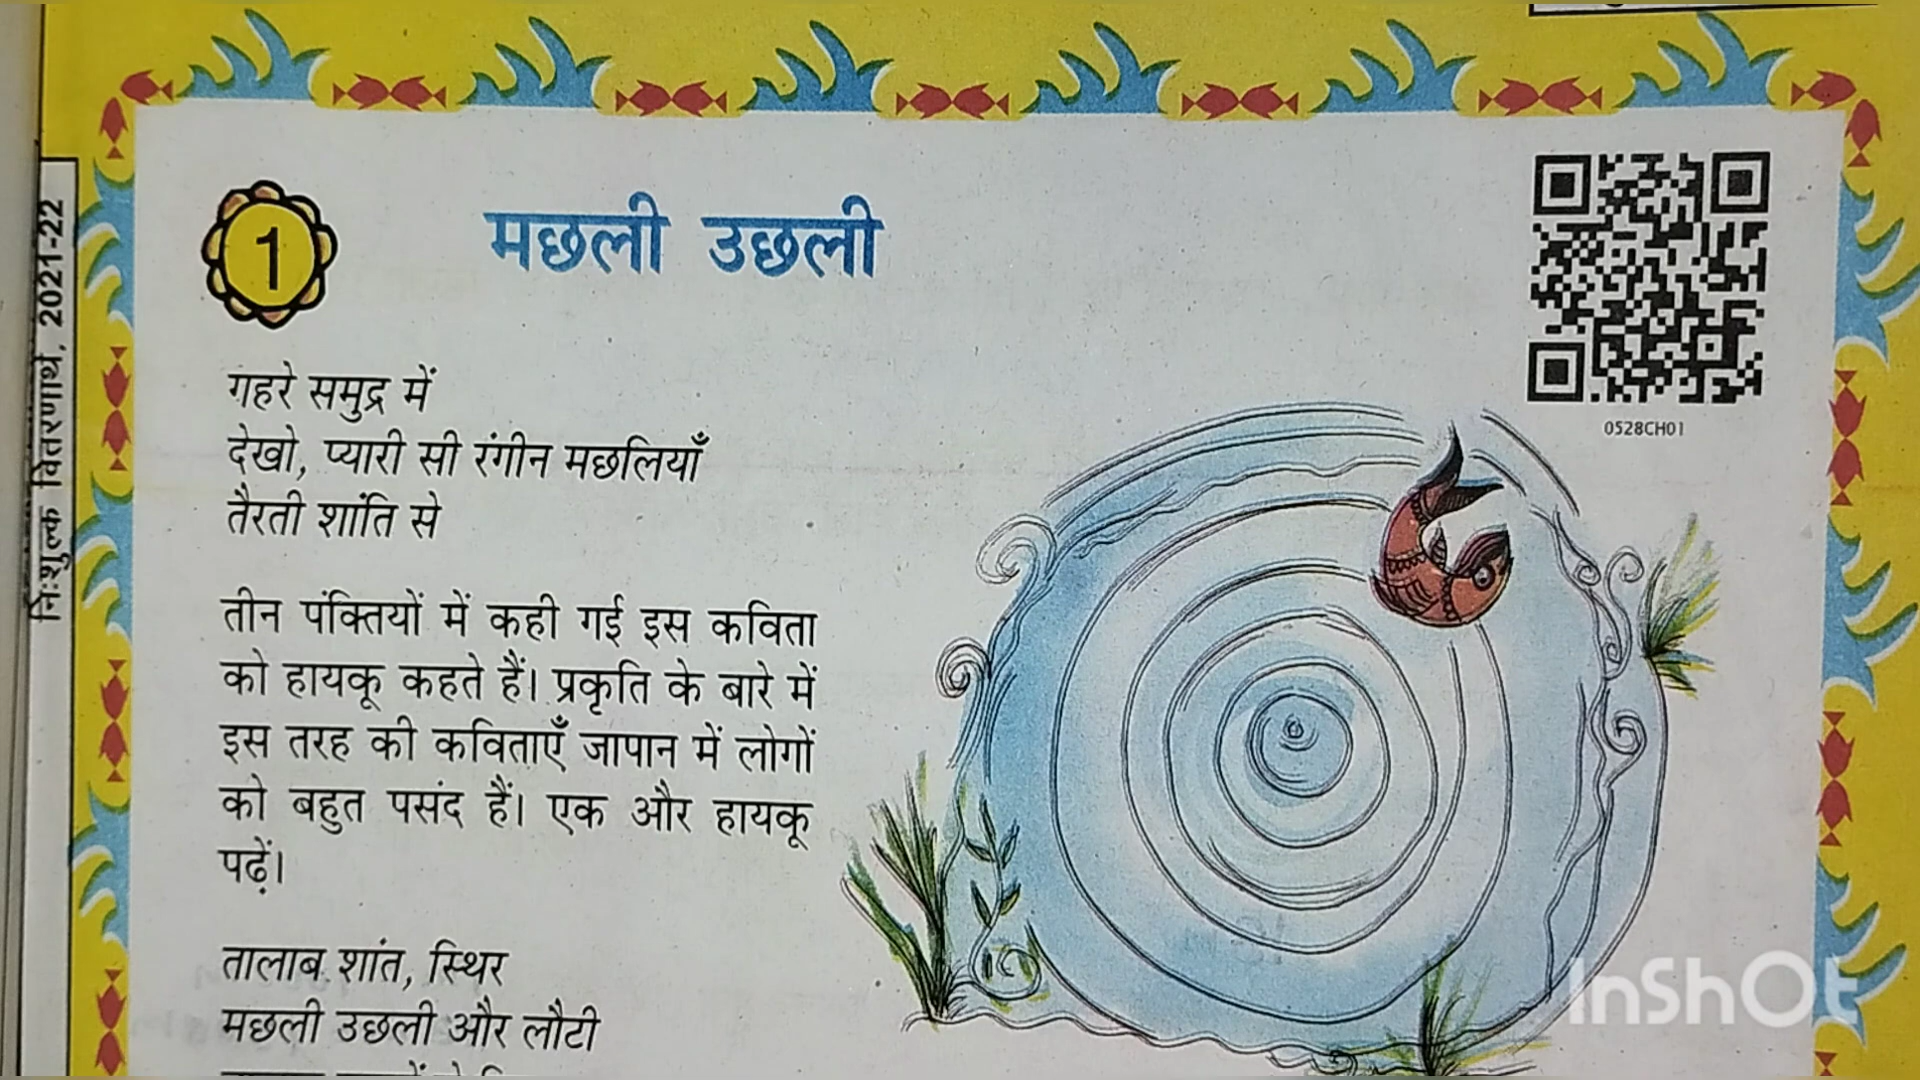 1
मछली उछली
गहरे समुद्र में
देखो, प्यारी सी रंगीन मछलियाँ
तैरती शांति से
0528CH01
तीन पंक्तियों में कही गई इस कविता
को हायकू कहते हैं। प्रकृति के बारे में
इस तरह की कविताएँ जापान में लोगों
को बहुत पसंद हैं। एक और हायकू
पढ़ें।
तालाब शांत, स्थिर
मछली उछली और लौटी
निःशुल्क वितरणार्थ, 2021-22
InShOt